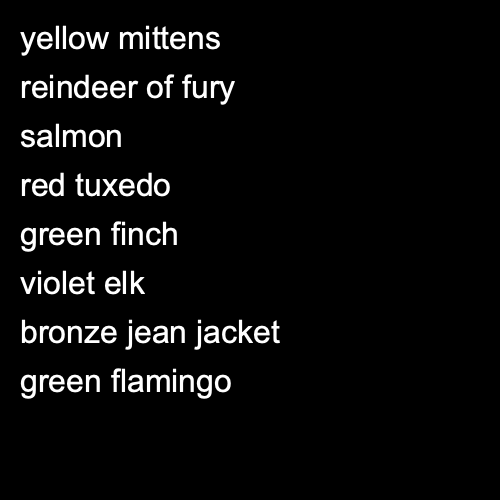 yellow mittens
reindeer of fury
salmon
red tuxedo
green finch
violet elk
bronze jean jacket
green flamingo